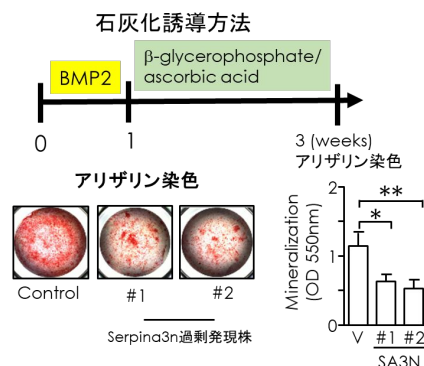 石灰化誘導方法
BMP2
β-glycerophosphate/
ascorbic acid
0
1
3 (weeks)
アリザリン染色
アリザリン染色
Control
#1
#2
Serpina3n過剰発現株
Mineralization
(OD 550nm)
2
1
0
*
**
V
#1
#2
SA3N